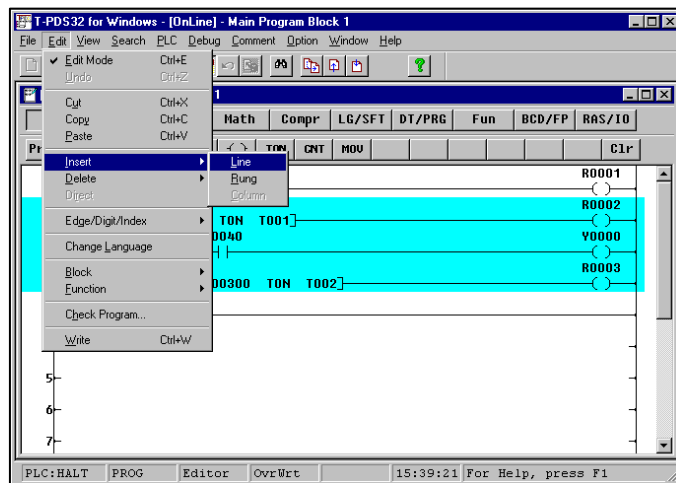 T-PDS32 for Windows - [OnLine] - Main Program Block 1
File Edit View Search PLC Debug Comment Option Window Help
Edit Mode Ctrl+E
Undo Ctrl+Z
Cut Ctrl+X
Copy Ctrl+C
Paste Ctrl+V
Insert
Delete
Direct
Edge/Digit/Index
Change Language
Block
Function
Check Program...
Write Ctrl+W
Line
Rung
Column
1
Math Compr LG/SFT DT/PRG Fun BCD/FP RAS/IO
Pr TON CNT MOV Clr
R0001
R0002
TON T001]
0040 Y0000
R0003
00300 TON T002]
5
6
7
PLC:HALT PROG Editor OvrWrt 15:39:21 For Help, press F1